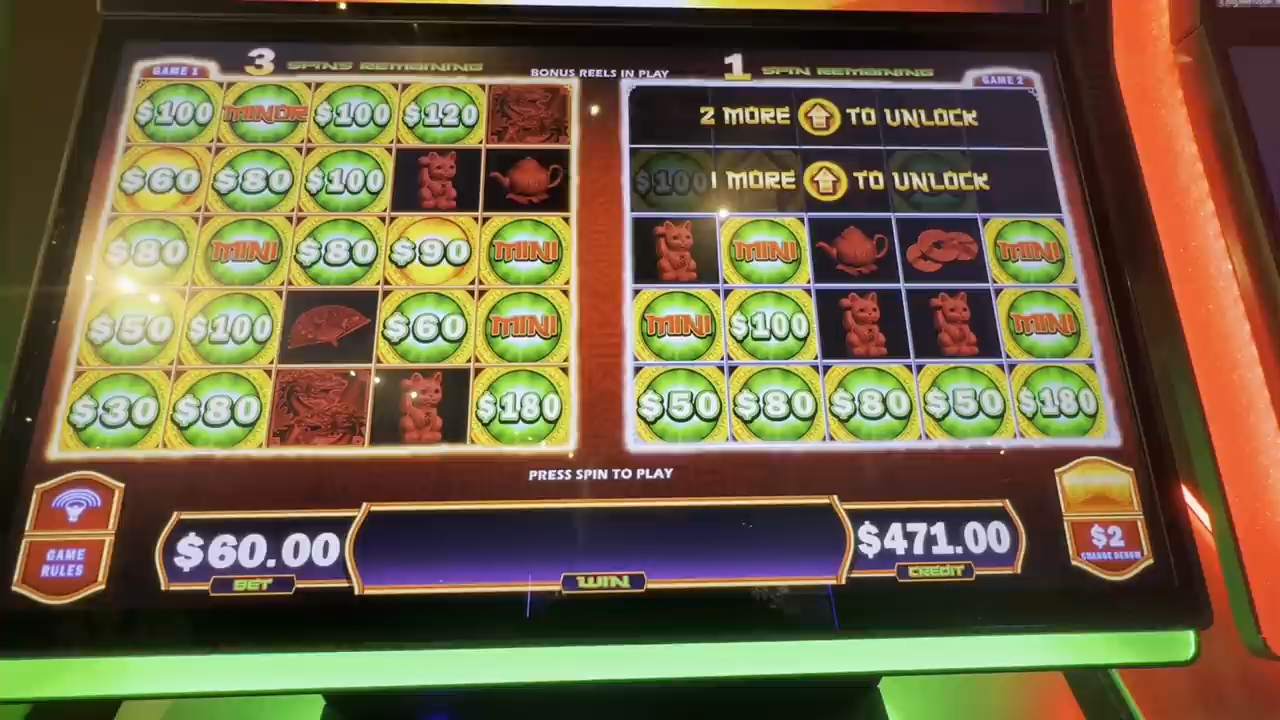 GAME 1
3 SPINS REMAINING
BONUS REELS IN PLAY
1 SPIN REMAINING
GAME 2
$100 MINOR $100 $120
$60 $80 $100
$80 MINI $80 $90 MINI
$50 $100 $60 MINI
$30 $80 $180
2 MORE TO UNLOCK
$100 1 MORE TO UNLOCK
MINI MINI
MINI $100 MINI
$50 $80 $80 $50 $180
PRESS SPIN TO PLAY
GAME
RULES
$60.00
BET
WIN
$471.00
CREDIT
$2
CHANGE DENOM